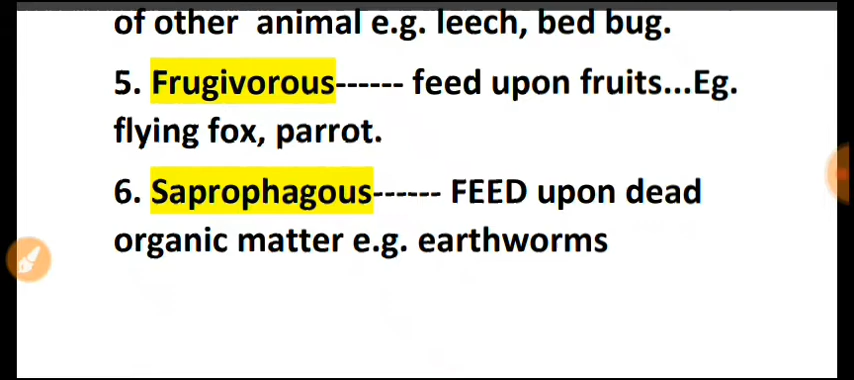 of other animal e.g. leech, bed bug.
5. Frugivorous------ feed upon fruits...Eg.
flying fox, parrot.
6. Saprophagous------ FEED upon dead
organic matter e.g. earthworms